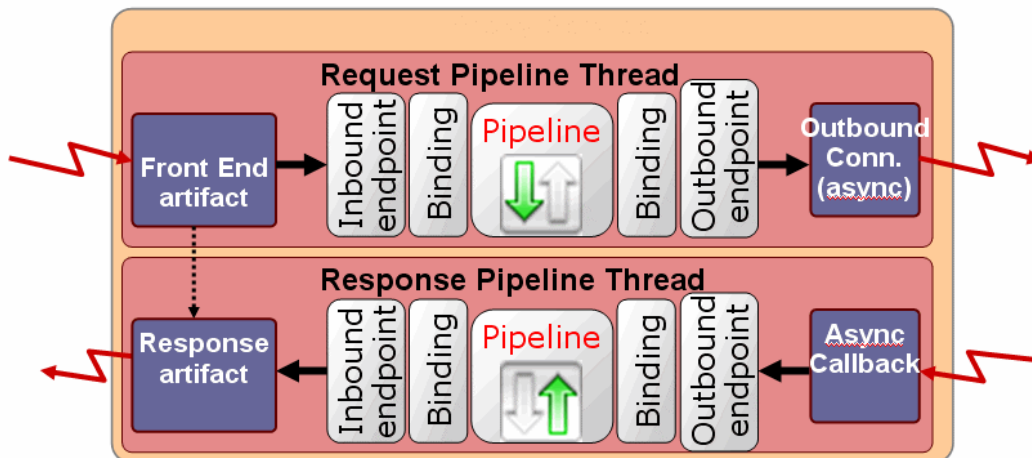 Request Pipeline Thread
Front End
artifact
Inbound
endpoint
Binding
Pipeline
Binding
Outbound
endpoint
Outbound
Conn.
(async)
Response Pipeline Thread
Response
artifact
Inbound
endpoint
Binding
Pipeline
Binding
Outbound
endpoint
Async
Callback